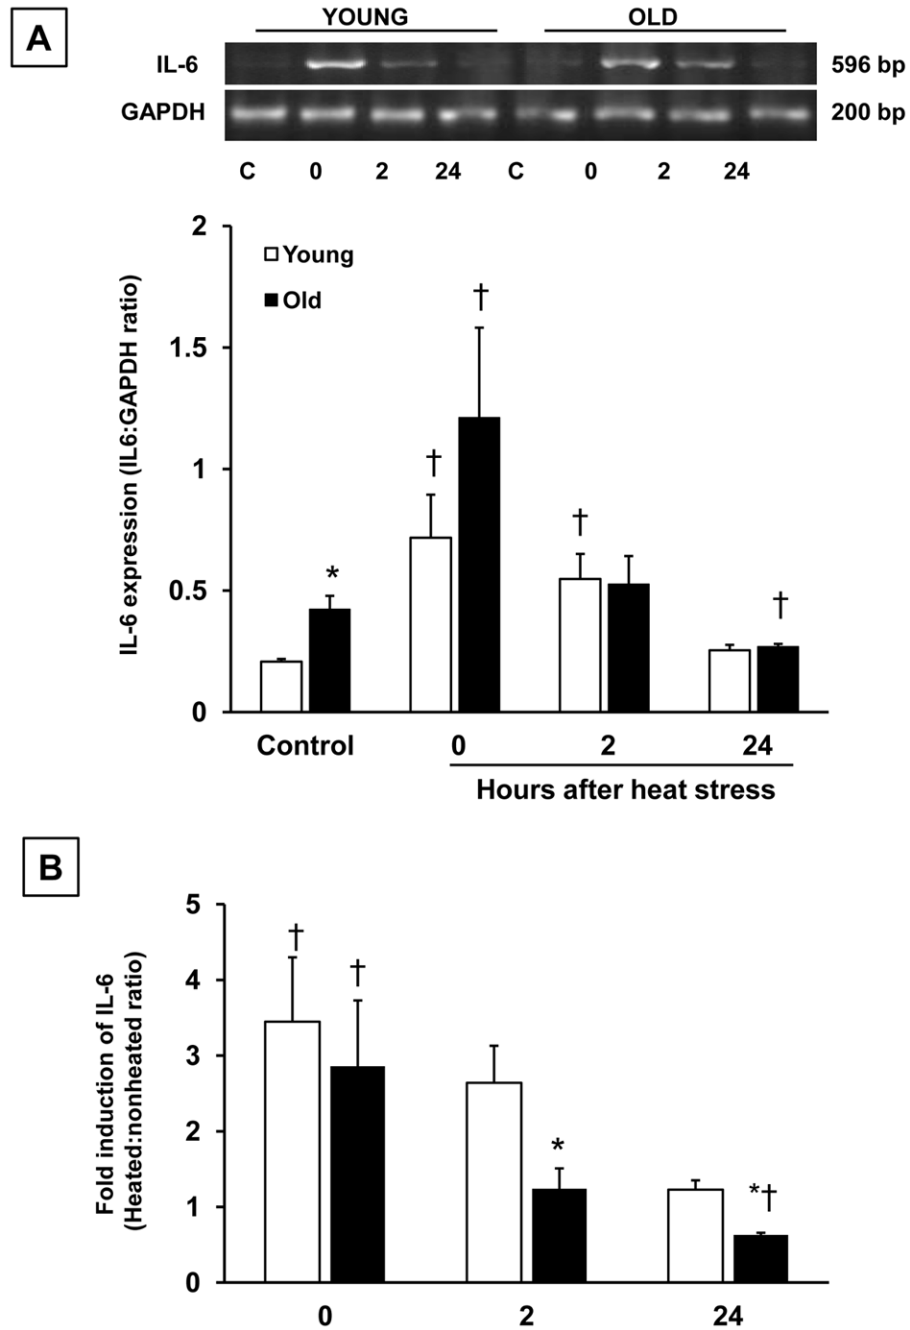 A
YOUNG OLD
IL-6 596 bp
GAPDH 200 bp
C 0 2 24 C 0 2 24
IL-6 expression (IL6:GAPDH ratio)
2
1.5
1
0.5
0
Young
Old
*
†
†
†
†
Control 0 2 24
Hours after heat stress
B
Fold induction of IL-6
(Heated:nonheated ratio)
5
4
3
2
1
0
†
†
*
*†
0 2 24